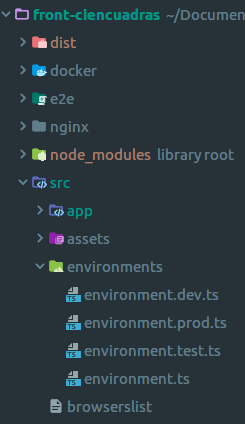 front-ciencuadras ~/Documen
dist
docker
e2e
nginx
node_modules library root
src
app
assets
environments
environment.dev.ts
environment.prod.ts
environment.test.ts
environment.ts
browserslist